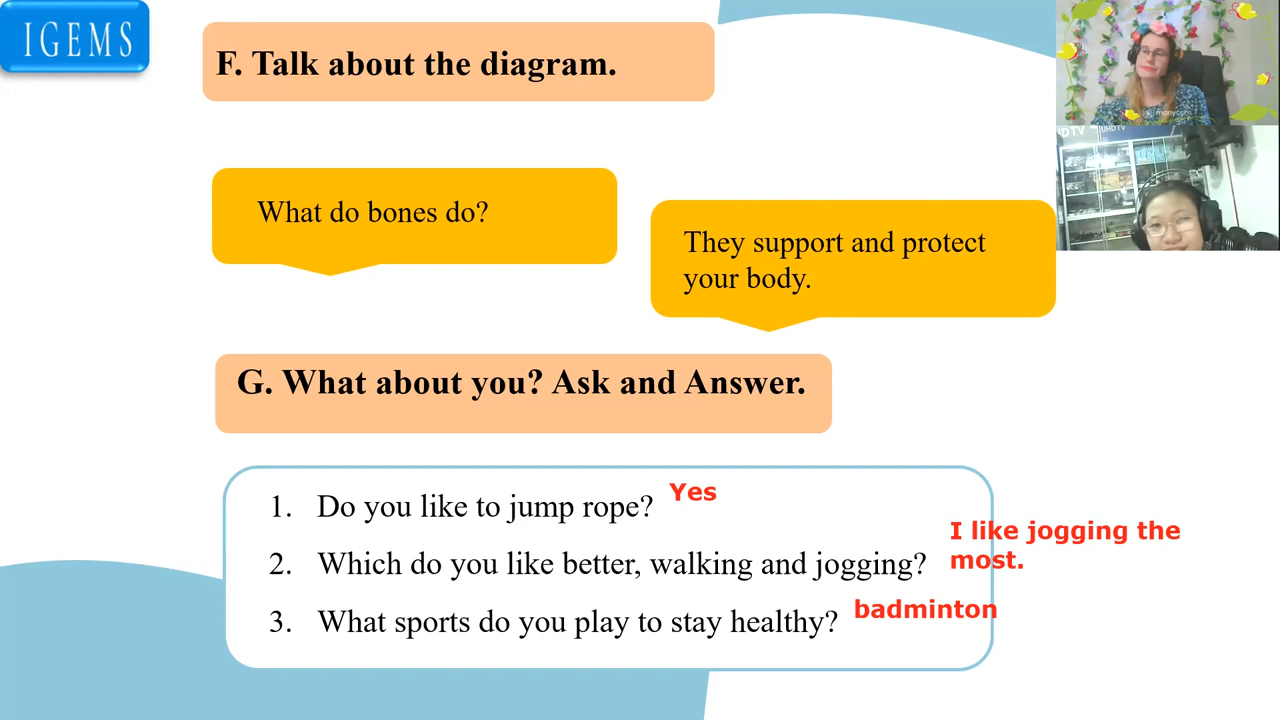 IGEMS
F. Talk about the diagram.
What do bones do?
They support and protect
your body.
G. What about you? Ask and Answer.
1. Do you like to jump rope? Yes
2. Which do you like better, walking and jogging? I like jogging the
most.
3. What sports do you play to stay healthy? badminton
manycam
UHDTV